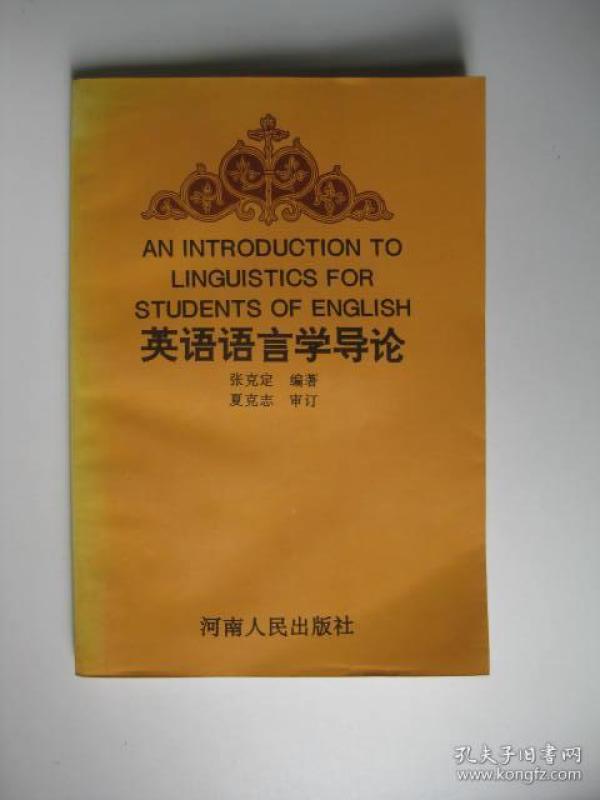 AN INTRODUCTION TO
LINGUISTICS FOR
STUDENTS OF ENGLISH
英语语言学导论
张克定 编著
夏克志 审订
河南人民出版社
孔夫子旧书网
www.kongfz.com